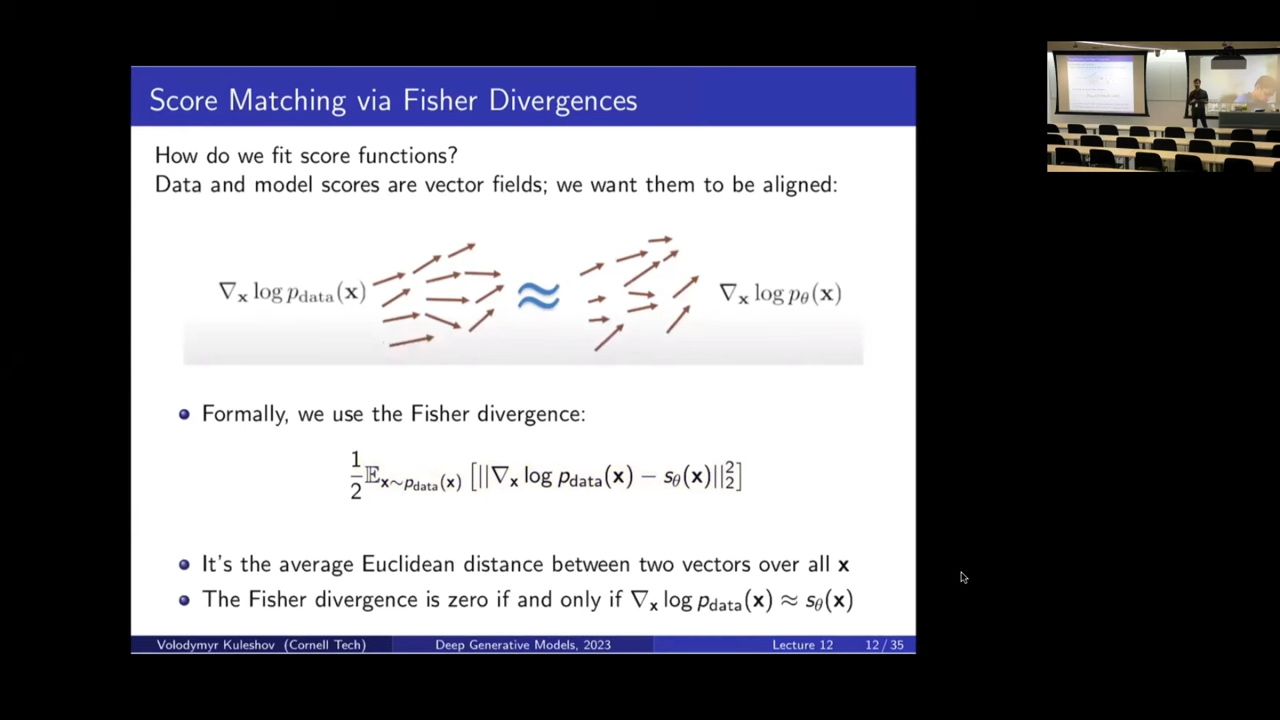 Score Matching via Fisher Divergences
How do we fit score functions?
Data and model scores are vector fields; we want them to be aligned:
∇ₓ log p_data(x) ≈ ∇ₓ log p_θ(x)
Formally, we use the Fisher divergence:
1/2 𝔼_{x∼p_data(x)} [||∇ₓ log p_data(x) − s_θ(x)||₂²]
It's the average Euclidean distance between two vectors over all x
The Fisher divergence is zero if and only if ∇ₓ log p_data(x) ≈ s_θ(x)
Volodymyr Kuleshov (Cornell Tech) Deep Generative Models, 2023 Lecture 12 12 / 35